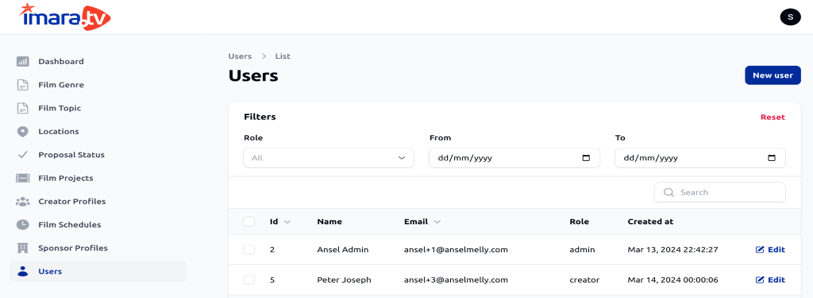 imara.tv
S
Dashboard
Film Genre
Film Topic
Locations
Proposal Status
Film Projects
Creator Profiles
Film Schedules
Sponsor Profiles
Users
Users > List
Users
New user
Filters
Reset
Role From To
All dd/mm/yyyy dd/mm/yyyy
Search
Id Name Email Role Created at
2 Ansel Admin ansel+1@anselmelly.com admin Mar 13, 2024 22:42:27 Edit
5 Peter Joseph ansel+3@anselmelly.com creator Mar 14, 2024 00:00:06 Edit